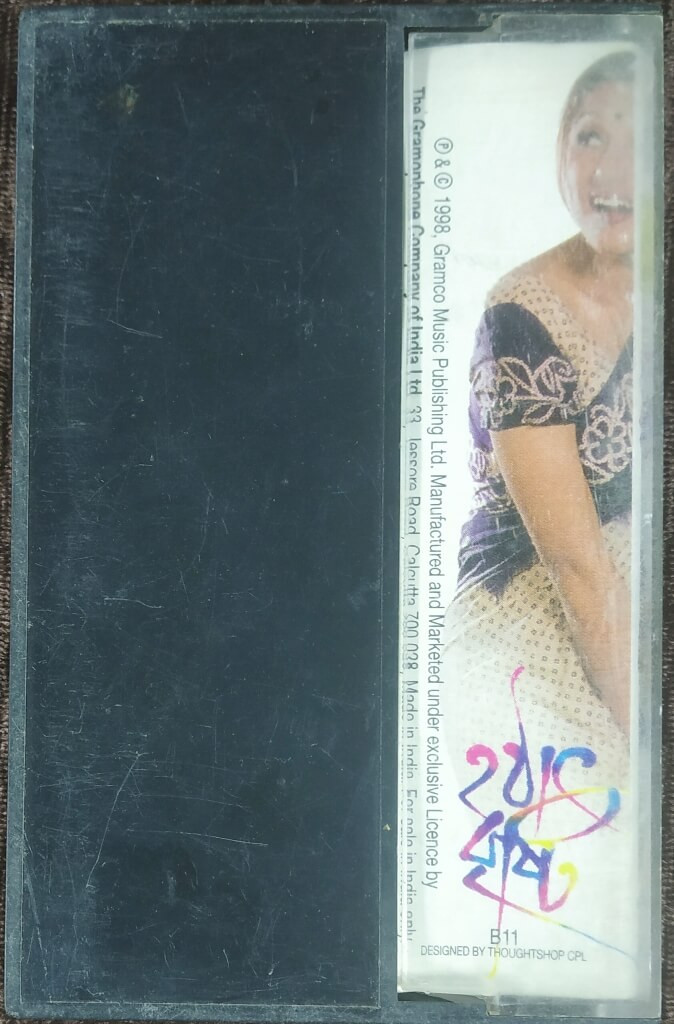 ℗ & © 1998, Gramco Music Publishing Ltd. Manufactured and Marketed under exclusive Licence by
The Gramophone Company of India Ltd. 33, Jessore Road, Calcutta 700 028, Made in India. For sale in India only.
হঠাৎ
বৃষ্টি
B11
DESIGNED BY THOUGHTSHOP CPL